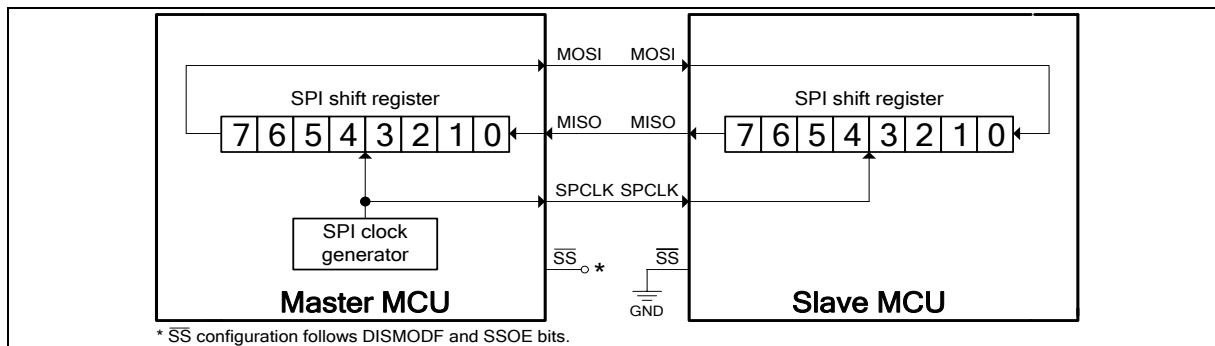 MOSI MOSI
SPI shift register SPI shift register
7 6 5 4 3 2 1 0 MISO MISO 7 6 5 4 3 2 1 0
SPCLK SPCLK
SPI clock
generator
SS * SS
GND
Master MCU Slave MCU
* SS configuration follows DISMODF and SSOE bits.